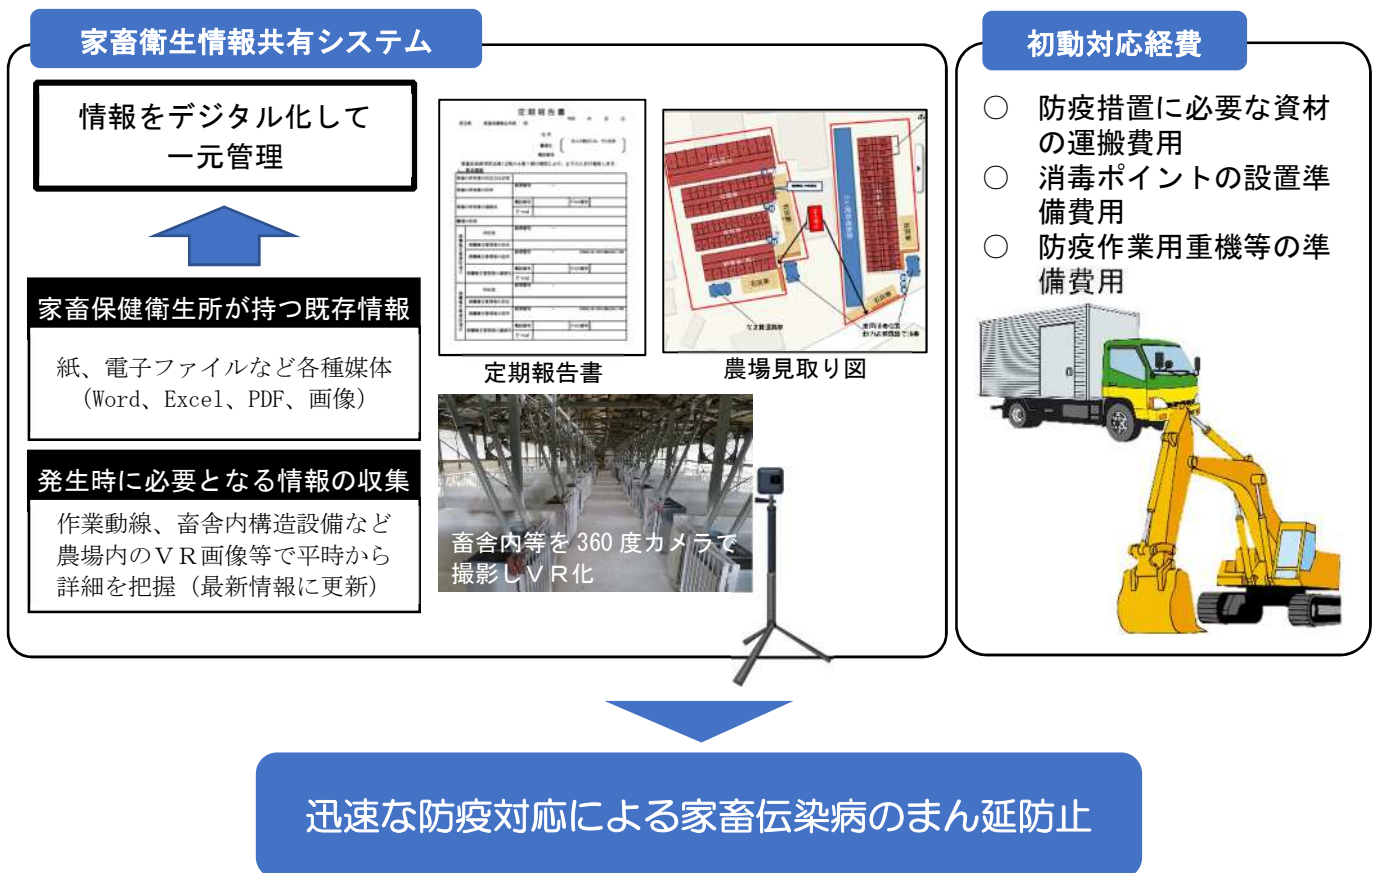 家畜衛生情報共有システム
情報をデジタル化して
一元管理
家畜保健衛生所が持つ既存情報
紙、電子ファイルなど各種媒体
（Word、Excel、PDF、画像）
発生時に必要となる情報の収集
作業動線、畜舎内構造設備など
農場内のＶＲ画像等で平時から
詳細を把握（最新情報に更新）
定期報告書
定期報告書
農場見取り図
畜舎内等を 360 度カメラで
撮影しＶＲ化
初動対応経費
○　防疫措置に必要な資材
の運搬費用
○　消毒ポイントの設置準
備費用
○　防疫作業用重機等の準
備費用
迅速な防疫対応による家畜伝染病のまん延防止